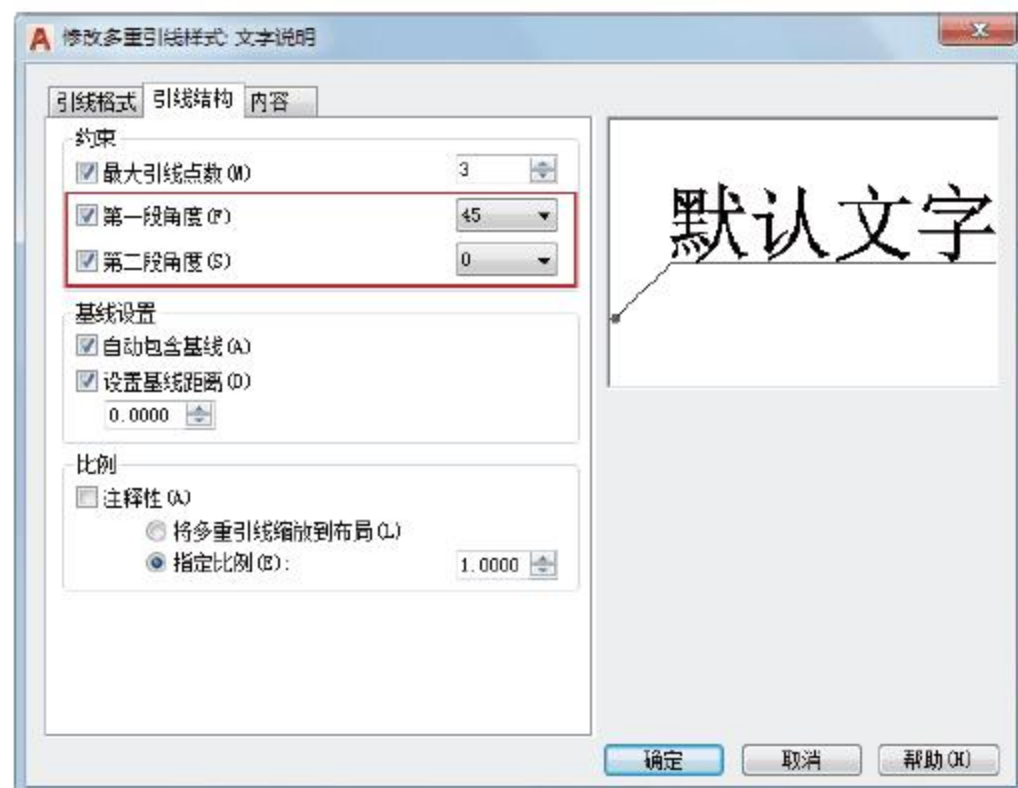 修改多重引线样式: 文字说明
引线格式 引线结构 内容
约束
最大引线点数(M) 3
第一段角度(F) 45
第二段角度(S) 0
基线设置
自动包含基线(A)
设置基线距离(D)
0.0000
比例
注释性(A)
将多重引线缩放到布局(L)
指定比例(E): 1.0000
默认文字
确定 取消 帮助(H)